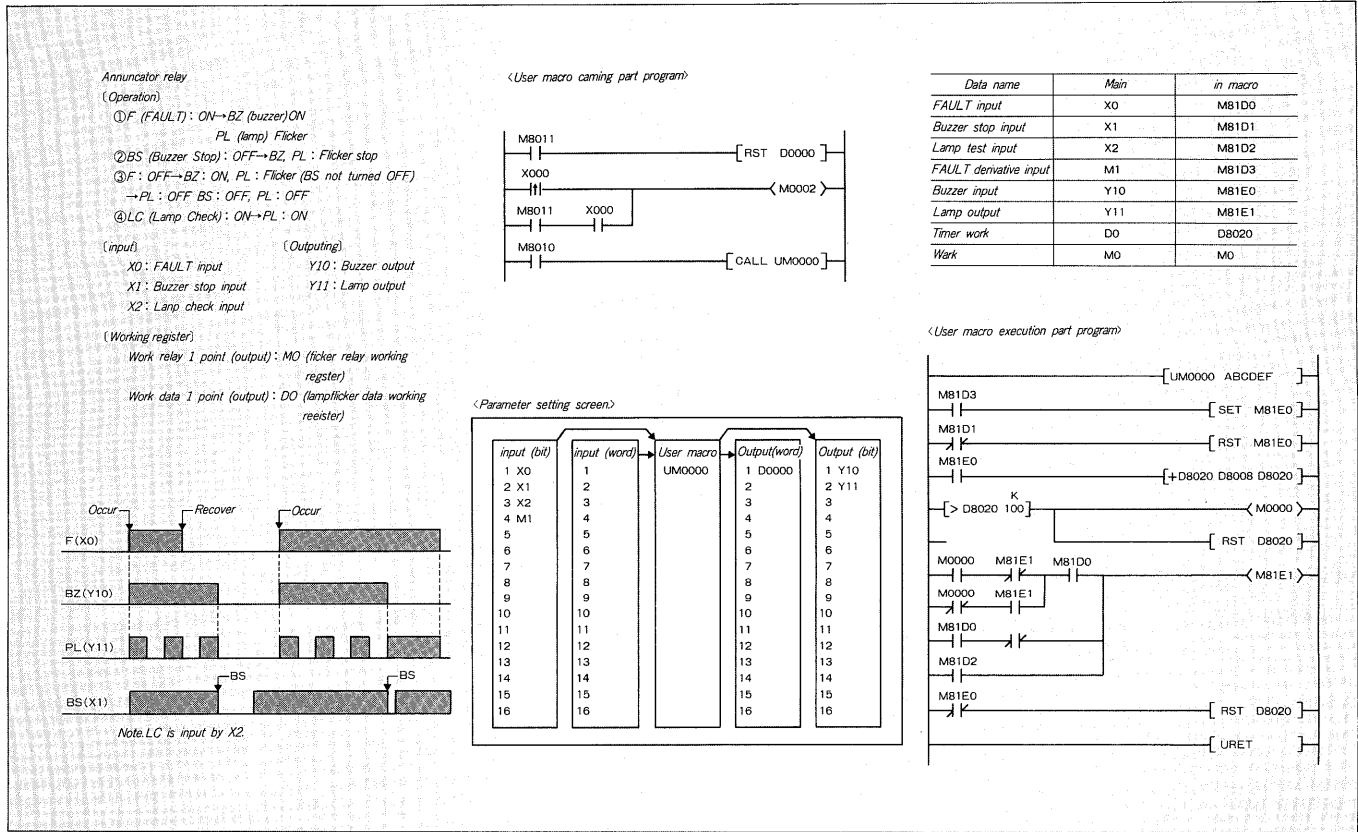 Annuncator relay
(Operation)
①F (FAULT) : ON→BZ (buzzer)ON
PL (lamp) Flicker
②BS (Buzzer Stop) : OFF→BZ, PL : Flicker stop
③F : OFF→BZ : ON, PL : Flicker (BS not turned OFF)
→PL : OFF BS : OFF, PL : OFF
④LC (Lamp Check) : ON→PL : ON
(input)
X0 : FAULT input
X1 : Buzzer stop input
X2 : Lanp check input
(Outputing)
Y10 : Buzzer output
Y11 : Lamp output
(Working register)
Work relay 1 point (output) : MO (ficker relay working
regster)
Work data 1 point (output) : DO (lampflicker data working
reeister)
Occur
Recover
Occur
F(X0)
BZ(Y10)
PL(Y11)
BS
BS
BS(X1)
Note.LC is input by X2.
<User macro caming part program>
M8011
RST D0000
X000
M0002
M8011 X000
M8010
CALL UM0000
<Parameter setting screen>
input (bit) input (word) User macro Output(word) Output (bit)
1 X0 1 UM0000 1 D0000 1 Y10
2 X1 2 2 2 Y11
3 X2 3 3 3
4 M1 4 4 4
5 5 5 5
6 6 6 6
7 7 7 7
8 8 8 8
9 9 9 9
10 10 10 10
11 11 11 11
12 12 12 12
13 13 13 13
14 14 14 14
15 15 15 15
16 16 16 16
Data name Main in macro
FAULT input X0 M81D0
Buzzer stop input X1 M81D1
Lamp test input X2 M81D2
FAULT derivative input M1 M81D3
Buzzer input Y10 M81E0
Lamp output Y11 M81E1
Timer work D0 D8020
Wark M0 M0
<User macro execution part program>
UM0000 ABCDEF
M81D3
SET M81E0
M81D1
RST M81E0
M81E0
+D8020 D8008 D8020
K
> D8020 100
M0000
RST D8020
M0000 M81E1 M81D0
M81E1
M0000 M81E1
M81D0
M81D2
M81E0
RST D8020
URET